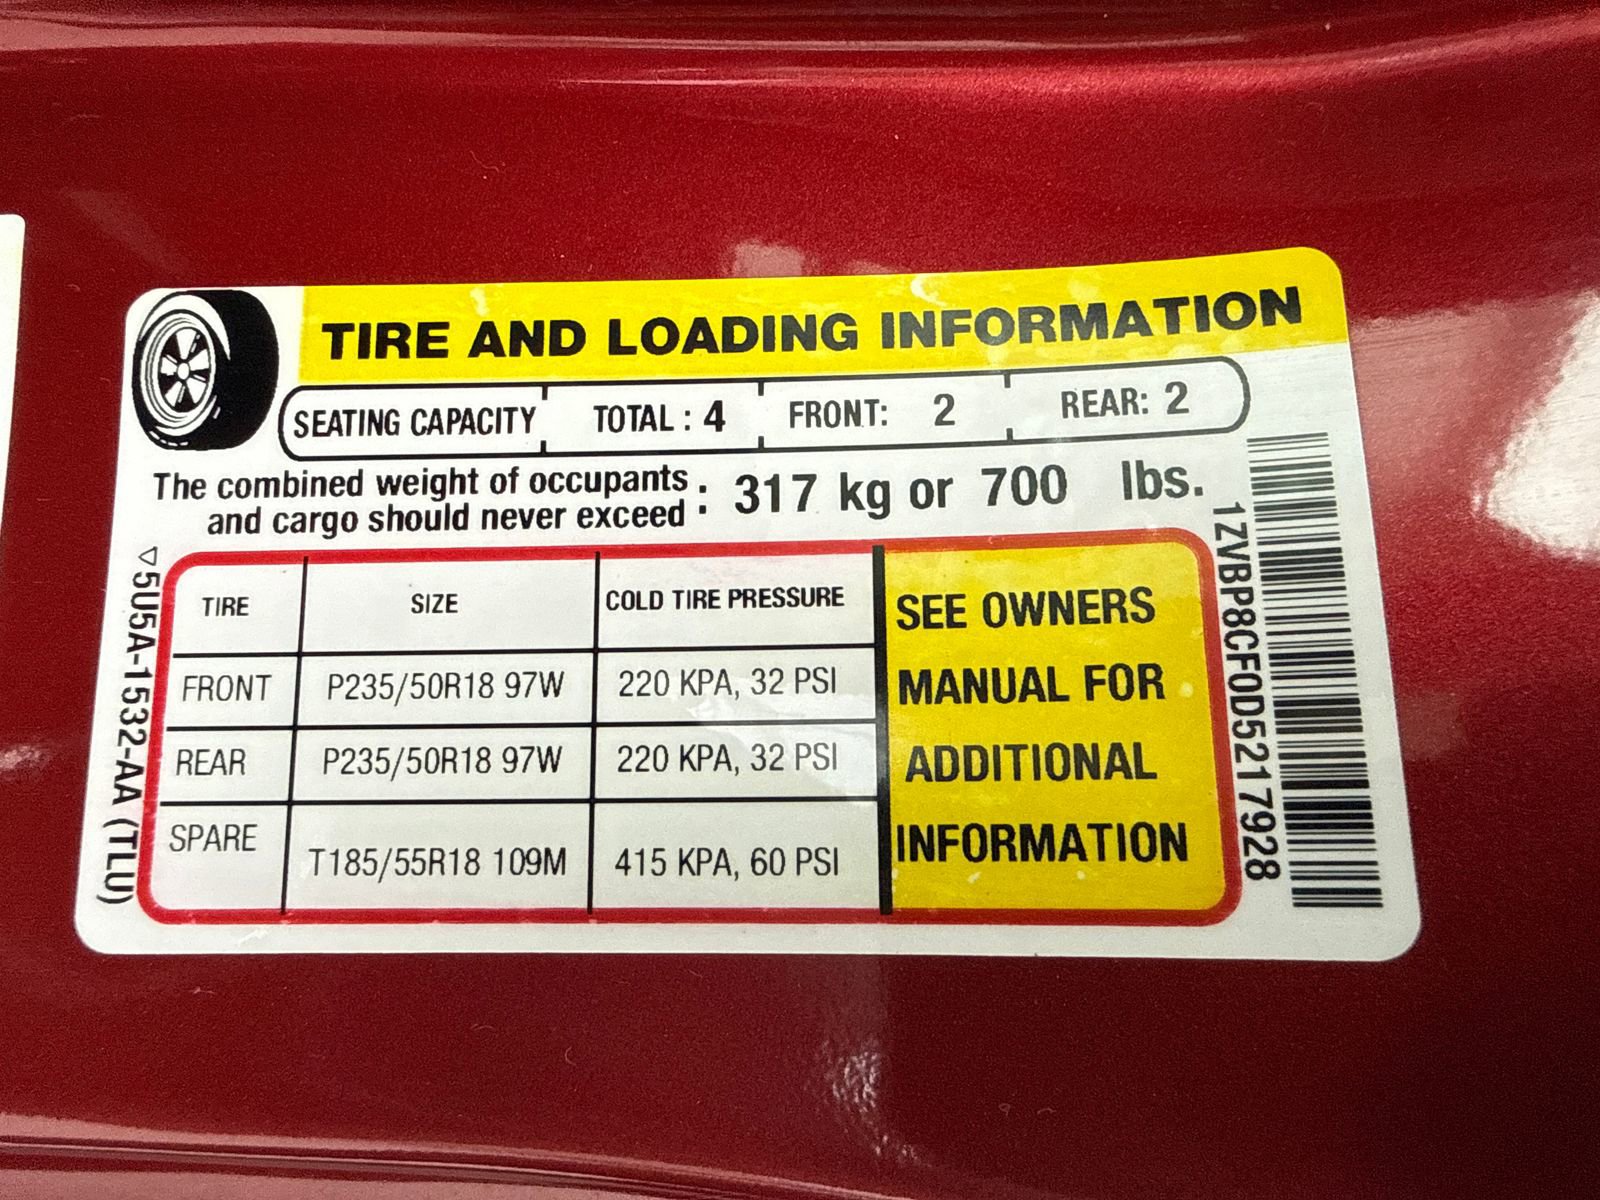 TIRE AND LOADING INFORMATION
SEATING CAPACITY TOTAL : 4 FRONT: 2 REAR: 2
The combined weight of occupants
and cargo should never exceed : 317 kg or 700 lbs.
TIRE SIZE COLD TIRE PRESSURE
FRONT P235/50R18 97W 220 KPA, 32 PSI
REAR P235/50R18 97W 220 KPA, 32 PSI
SPARE T185/55R18 109M 415 KPA, 60 PSI
SEE OWNERS
MANUAL FOR
ADDITIONAL
INFORMATION
▽5U5A-1532-AA (TLU)
1ZVBP8CF0D5217928